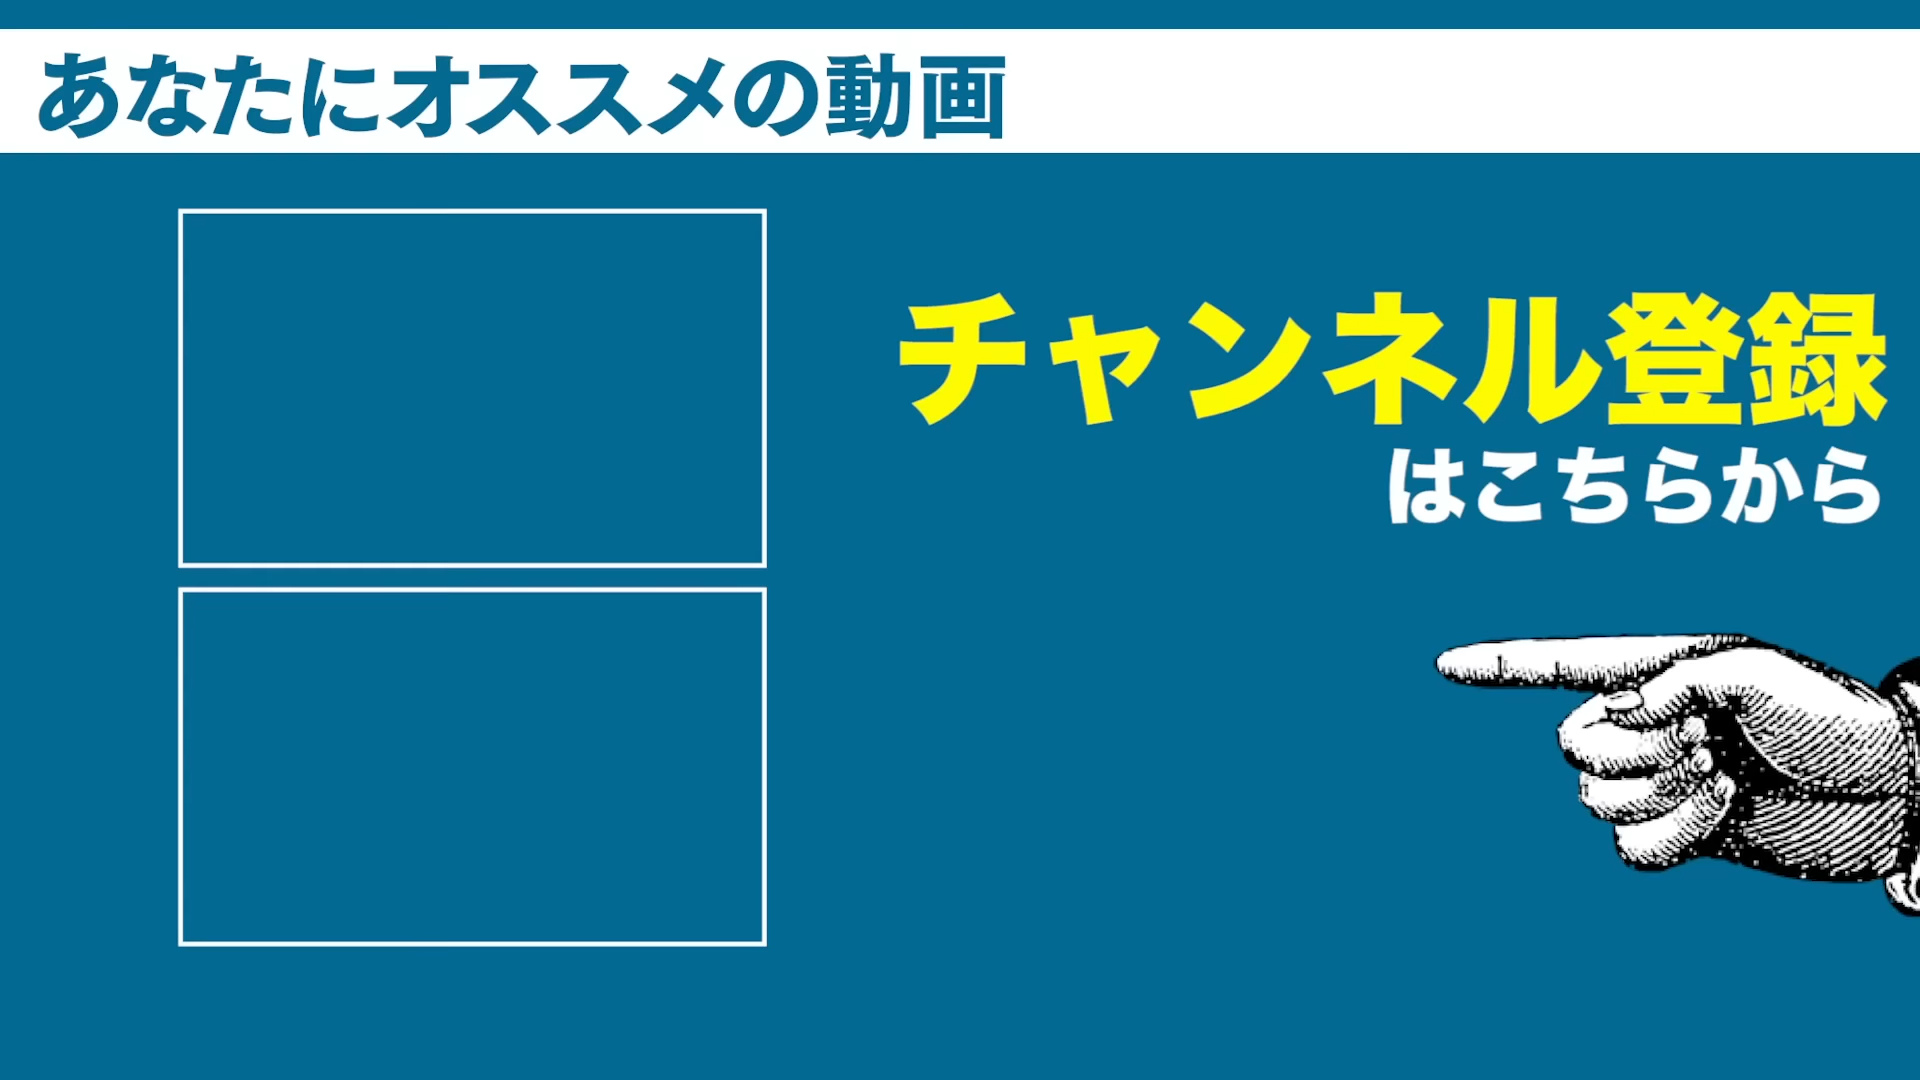 あなたにオススメの動画
チャンネル登録
はこちらから